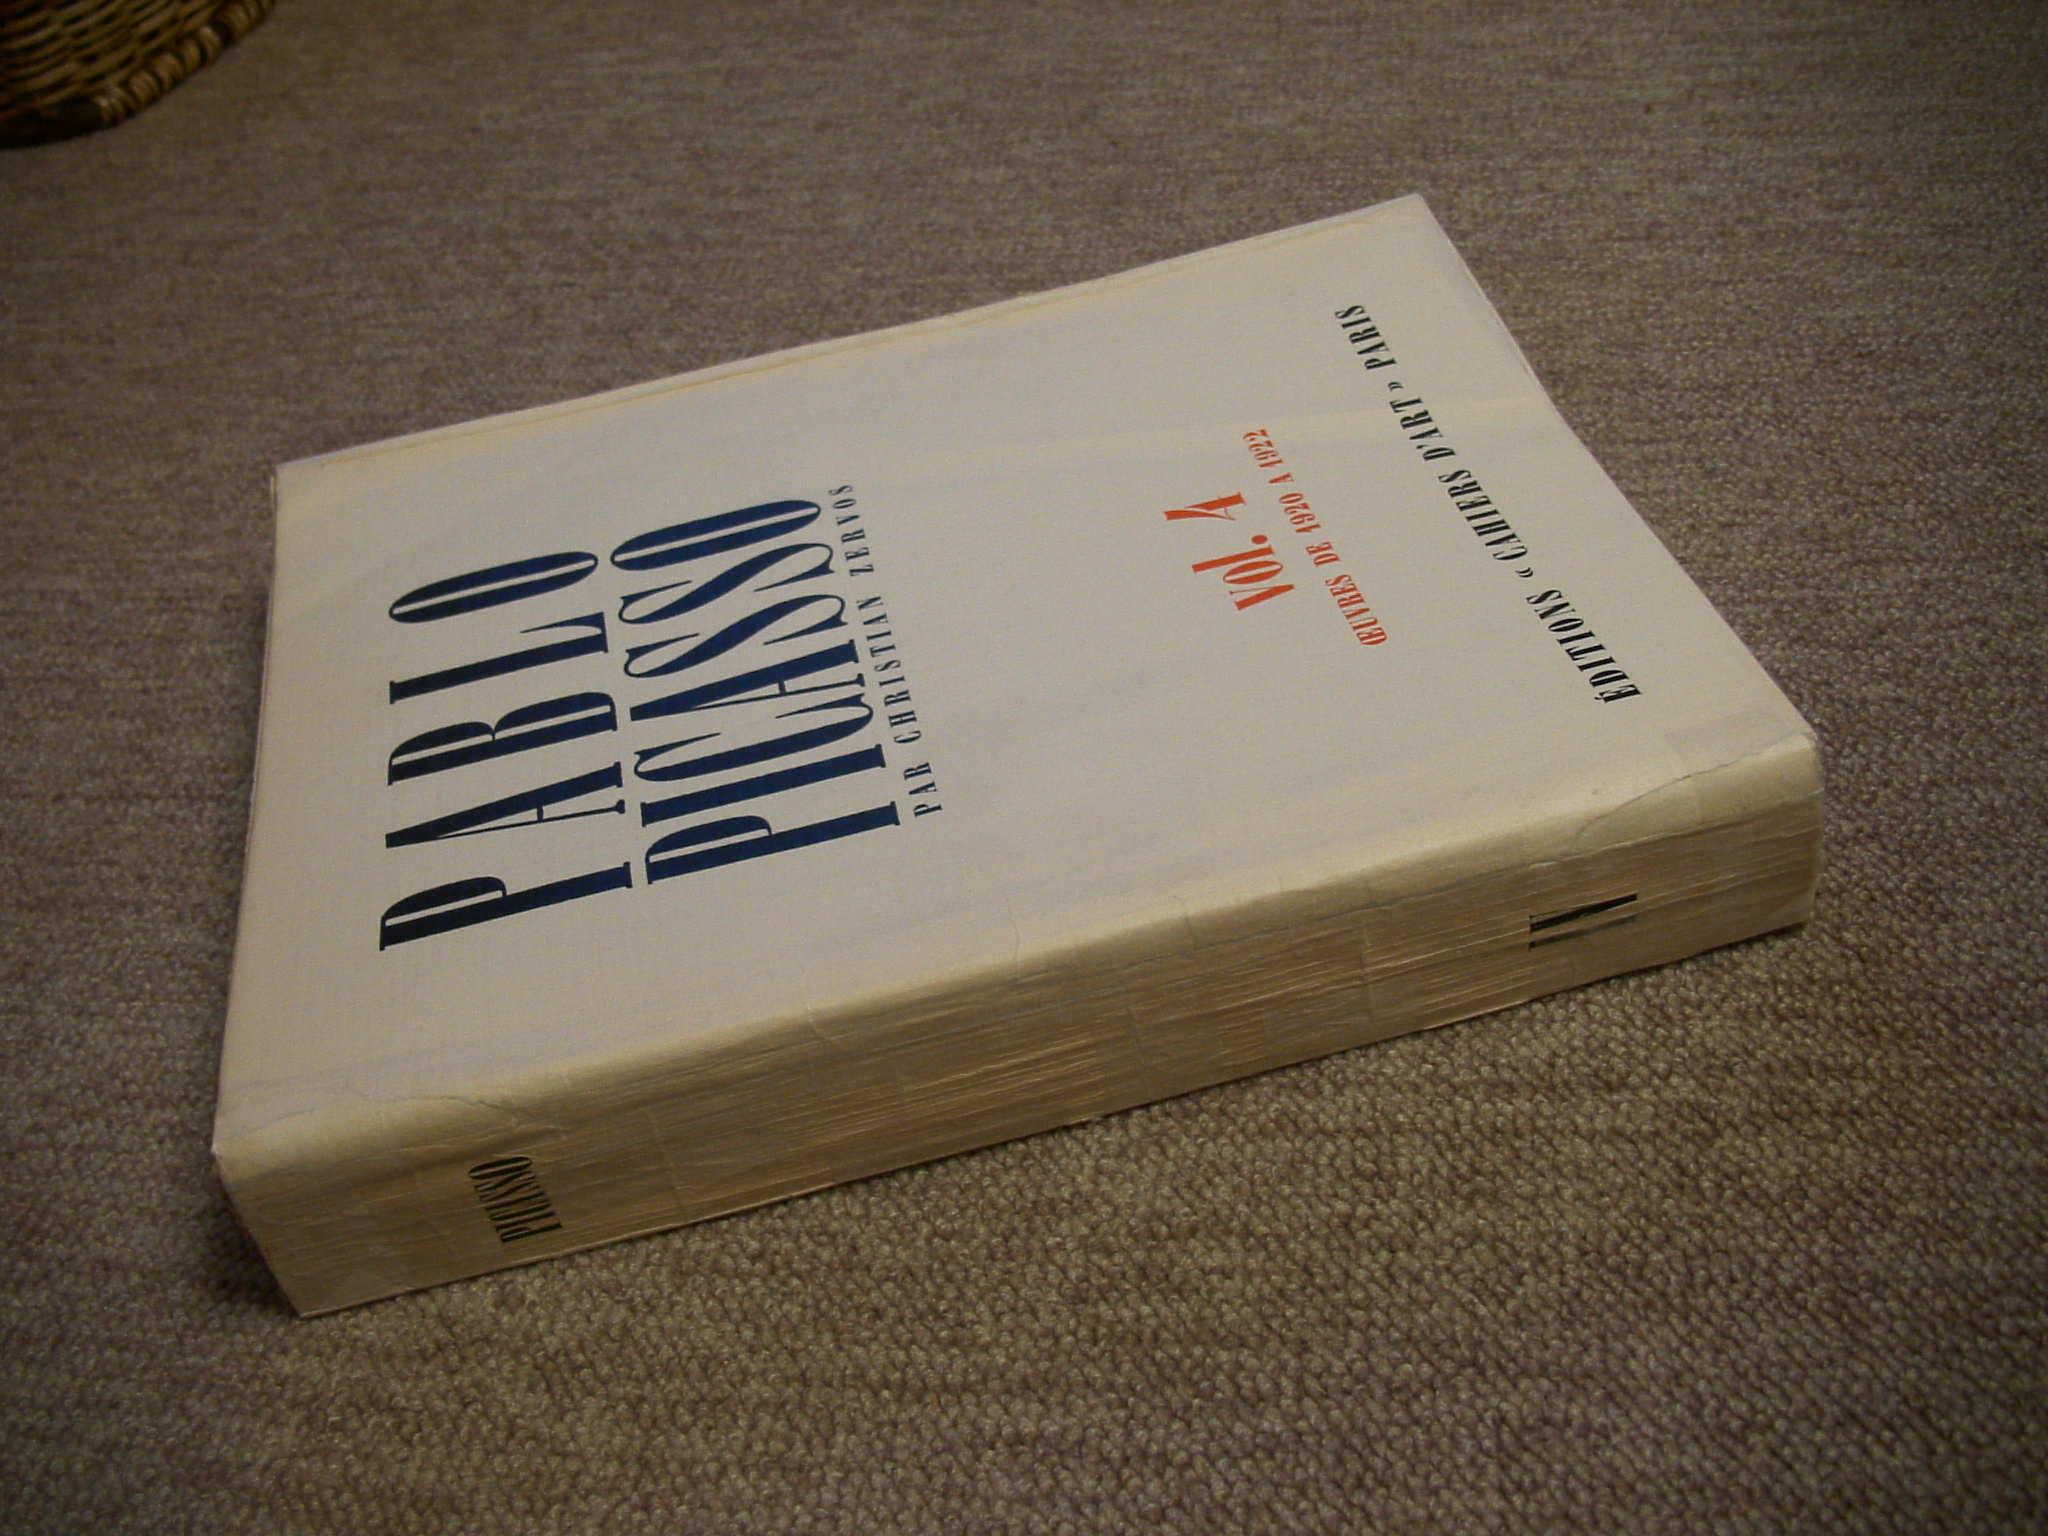 PABLO
PICASSO
PAR CHRISTIAN ZERVOS
Vol. 4
ŒUVRES DE 1920 A 1922
ÉDITIONS « CAHIERS D'ART » PARIS
PICASSO
IV